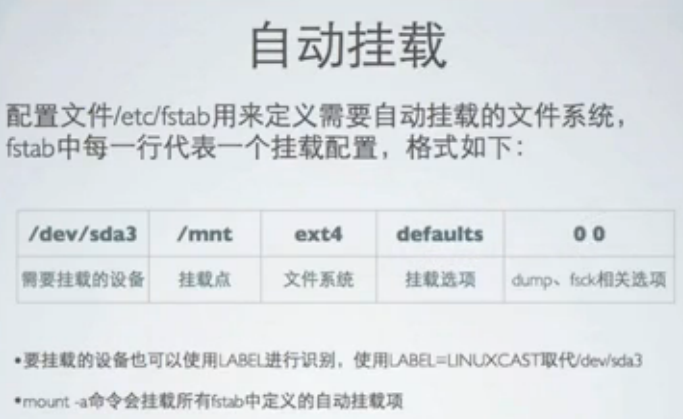 自动挂载
配置文件/etc/fstab用来定义需要自动挂载的文件系统，
fstab中每一行代表一个挂载配置，格式如下：
/dev/sda3 /mnt ext4 defaults 0 0
需要挂载的设备 挂载点 文件系统 挂载选项 dump、fsck相关选项
•要挂载的设备也可以使用LABEL进行识别，使用LABEL=LINUXCAST取代/dev/sda3
•mount -a命令会挂载所有fstab中定义的自动挂载项